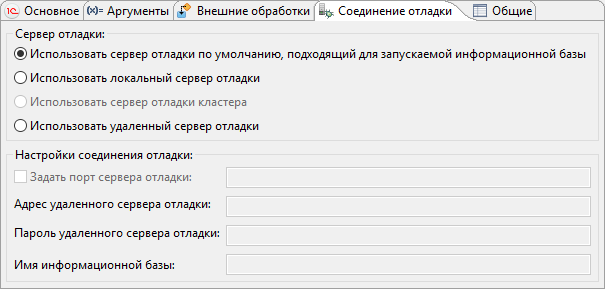 1С Основное (x)= Аргументы Внешние обработки Соединение отладки Общие
Сервер отладки:
Использовать сервер отладки по умолчанию, подходящий для запускаемой информационной базы
Использовать локальный сервер отладки
Использовать сервер отладки кластера
Использовать удаленный сервер отладки
Настройки соединения отладки:
Задать порт сервера отладки:
Адрес удаленного сервера отладки:
Пароль удаленного сервера отладки:
Имя информационной базы: